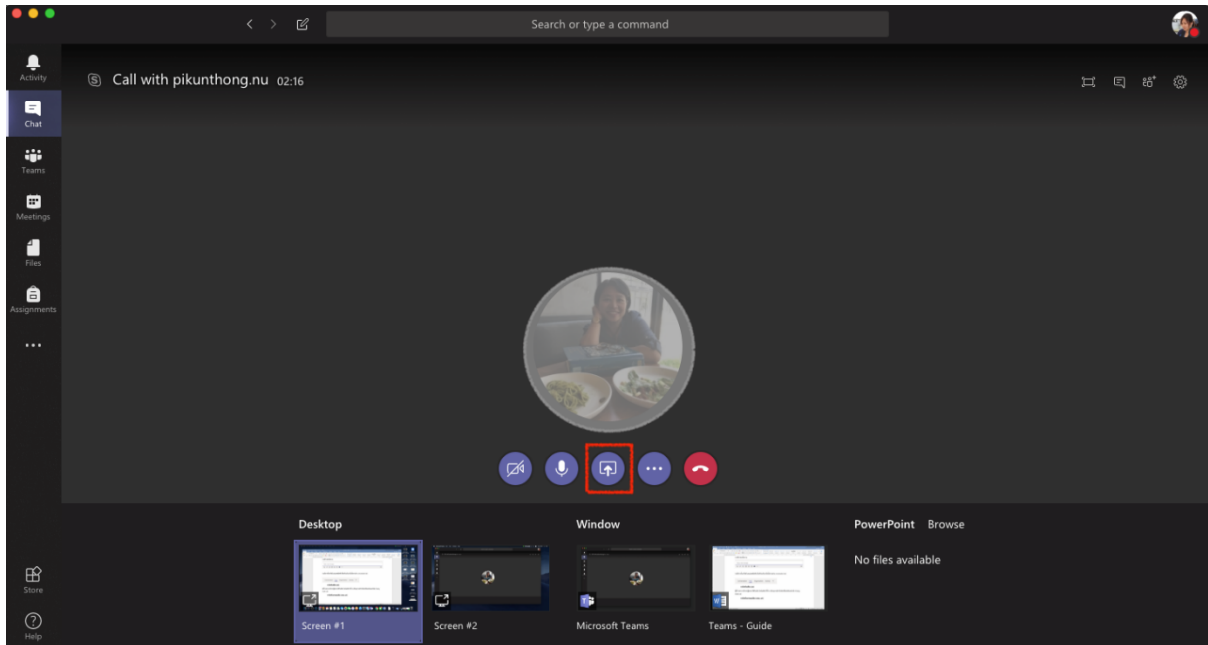 Search or type a command
Activity
Chat
Teams
Meetings
Files
Assignments
Store
Help
Call with pikunthong.nu 02:16
Desktop
Screen #1
Screen #2
Window
Microsoft Teams
Teams - Guide
PowerPoint Browse
No files available